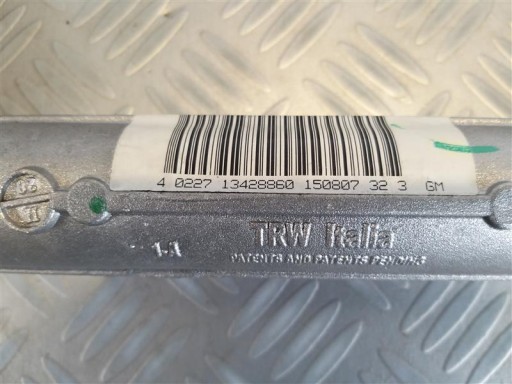 4 0227 13428860 150807 32 3 GM
TRW Italia
PATENTS AND PATENTS PENDING